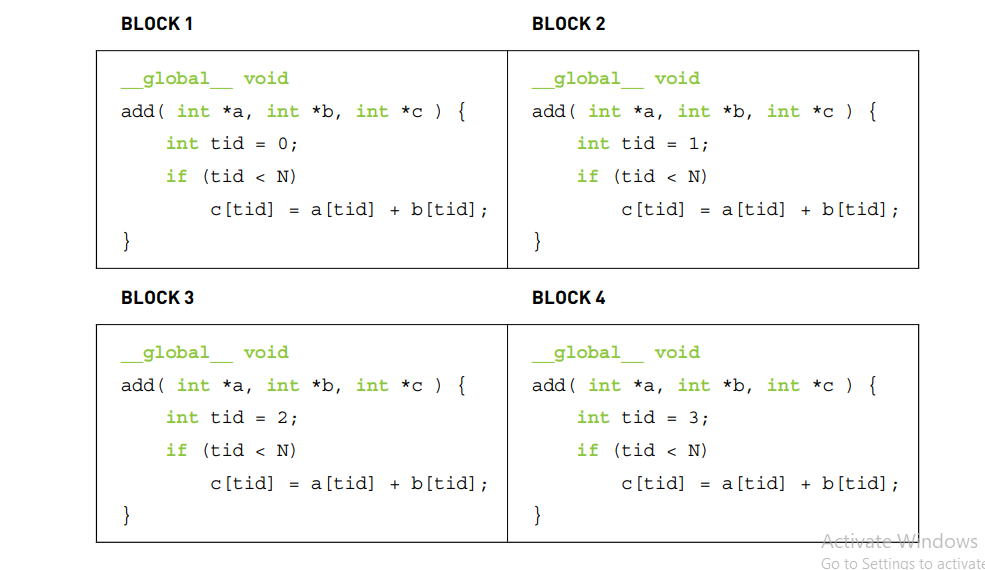 BLOCK 1
__global__ void
add( int *a, int *b, int *c ) {
    int tid = 0;
    if (tid < N)
        c[tid] = a[tid] + b[tid];
}
BLOCK 2
__global__ void
add( int *a, int *b, int *c ) {
    int tid = 1;
    if (tid < N)
        c[tid] = a[tid] + b[tid];
}
BLOCK 3
__global__ void
add( int *a, int *b, int *c ) {
    int tid = 2;
    if (tid < N)
        c[tid] = a[tid] + b[tid];
}
BLOCK 4
__global__ void
add( int *a, int *b, int *c ) {
    int tid = 3;
    if (tid < N)
        c[tid] = a[tid] + b[tid];
}
Activate Windows
Go to Settings to activate